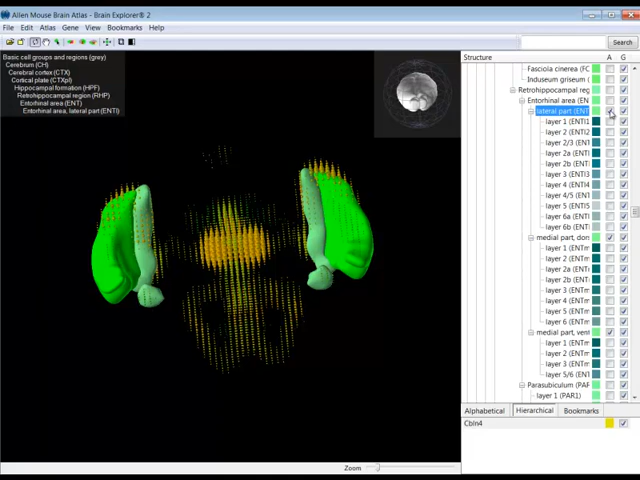 Allen Mouse Brain Atlas - Brain Explorer® 2
File Edit Atlas Gene View Bookmarks Help
Search
Basic cell groups and regions (grey)
Cerebrum (CH)
Cerebral cortex (CTX)
Cortical plate (CTXpl)
Hippocampal formation (HPF)
Retrohippocampal region (RHP)
Entorhinal area (ENT)
Entorhinal area, lateral part (ENTl)
Structure A G
Fasciola cinerea (FC
Induseum griseum (
Retrohippocampal reg
Entorhinal area (EN
lateral part (ENT
layer 1 (ENTl1
layer 2 (ENTl2
layer 2/3 (ENT
layer 2a (ENT
layer 2b (ENT
layer 3 (ENTl3
layer 4 (ENTl4
layer 4/5 (ENT
layer 5 (ENTl5
layer 6a (ENT
layer 6b (ENT
medial part, dor
layer 1 (ENTm
layer 2 (ENTm
layer 2a (ENTm
layer 2b (ENTm
layer 3 (ENTm
layer 4 (ENTm
layer 5 (ENTm
layer 6 (ENTm
medial part, vent
layer 1 (ENTm
layer 2 (ENTm
layer 3 (ENTm
layer 5/6 (ENT
Parasubiculum (PAR
layer 1 (PAR1)
Alphabetical Hierarchical Bookmarks
Cbln4
Zoom